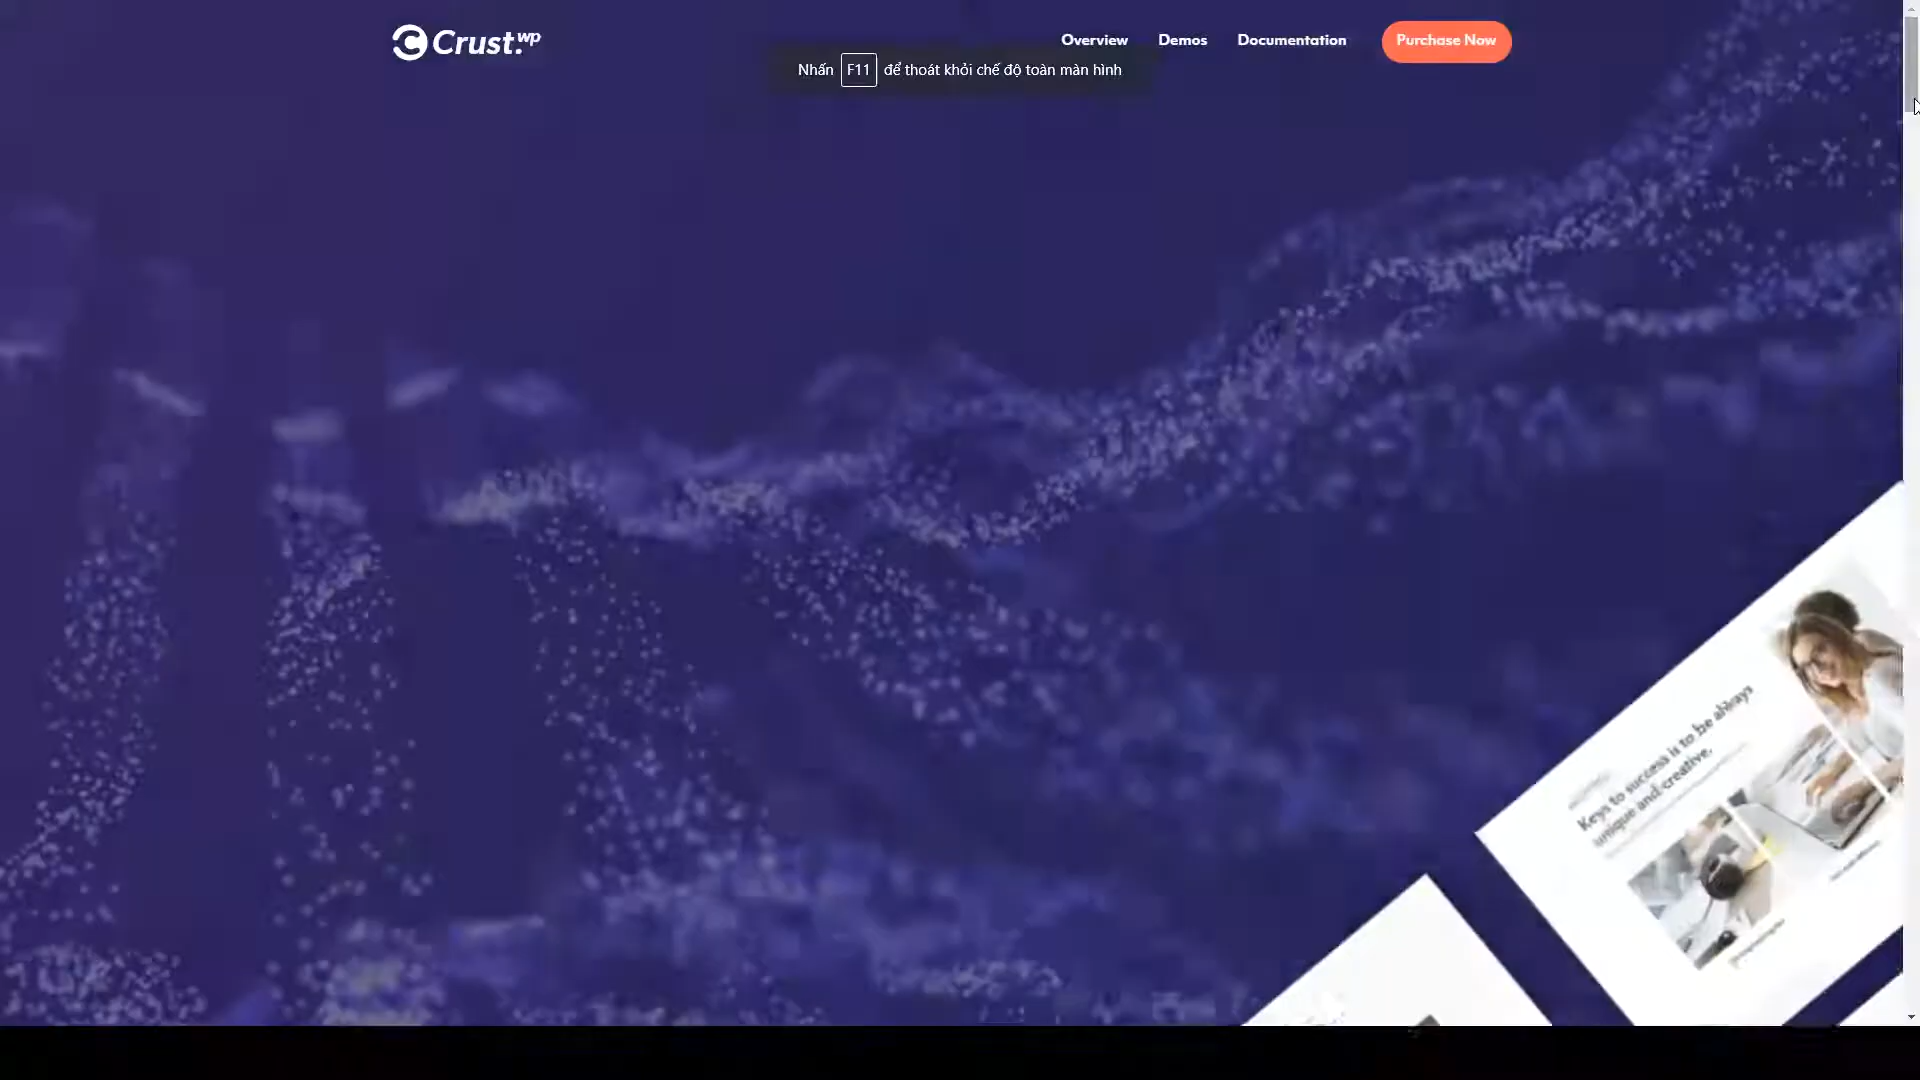 Crust.wp
Overview
Demos
Documentation
Purchase Now
Nhấn F11 để thoát khỏi chế độ toàn màn hình
Keys to success is to be always
unique and creative.